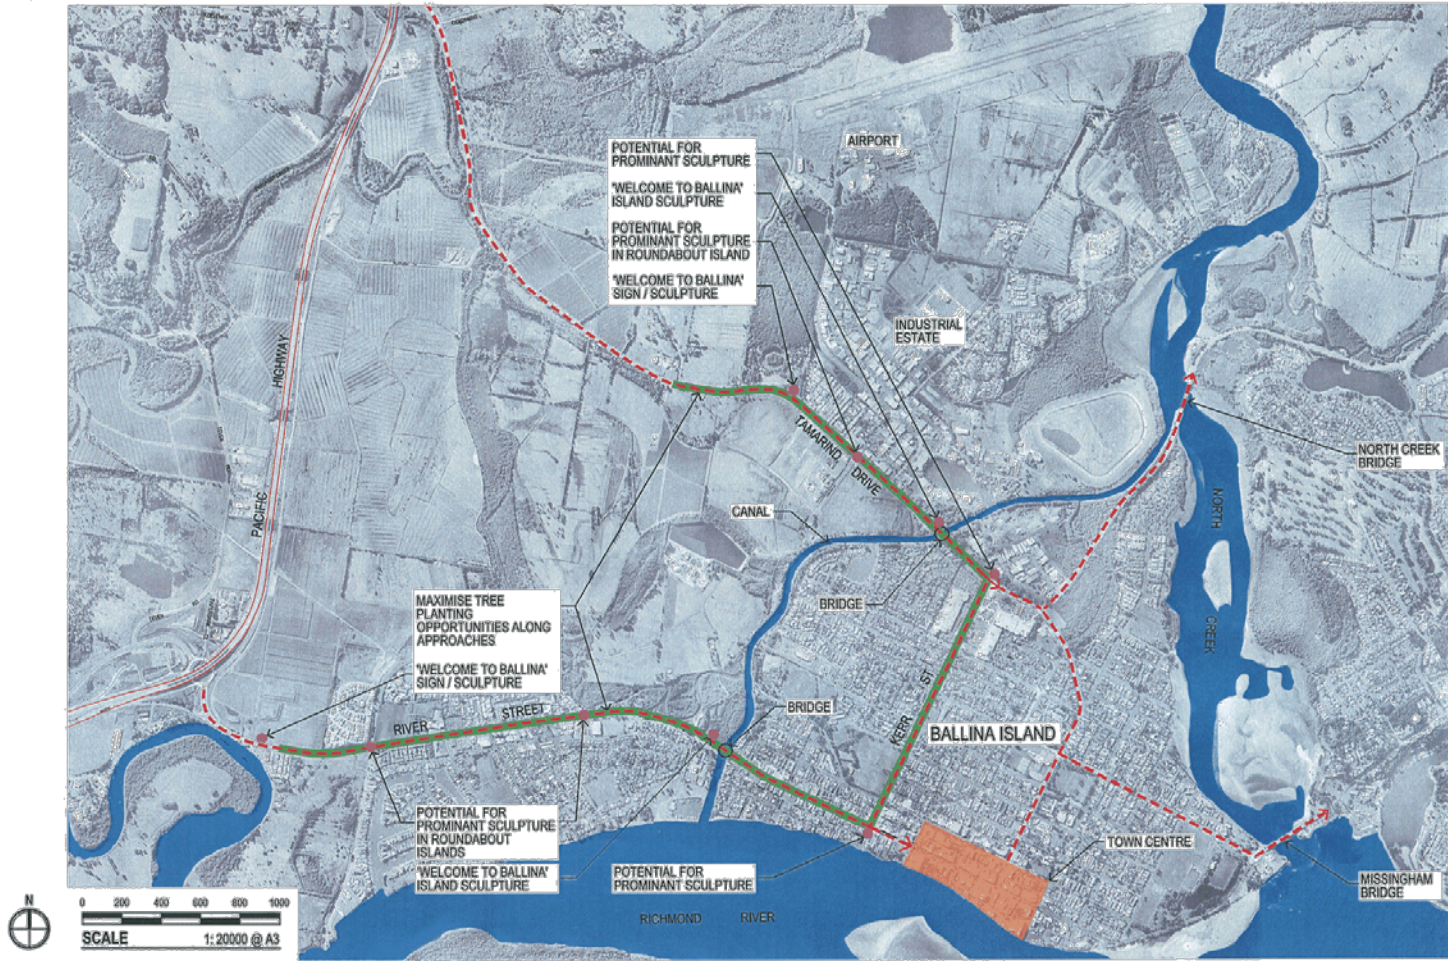 POTENTIAL FOR
PROMINANT SCULPTURE
'WELCOME TO BALLINA'
ISLAND SCULPTURE
POTENTIAL FOR
PROMINANT SCULPTURE
IN ROUNDABOUT ISLAND
'WELCOME TO BALLINA'
SIGN / SCULPTURE
AIRPORT
INDUSTRIAL
ESTATE
HIGHWAY
PACIFIC
TAMARIND DRIVE
NORTH CREEK
BRIDGE
NORTH CREEK
CANAL
BRIDGE
MAXIMISE TREE
PLANTING
OPPORTUNITIES ALONG
APPROACHES
'WELCOME TO BALLINA'
SIGN / SCULPTURE
RIVER STREET
BRIDGE
KERR ST
BALLINA ISLAND
POTENTIAL FOR
PROMINANT SCULPTURE
IN ROUNDABOUT
ISLANDS
'WELCOME TO BALLINA'
ISLAND SCULPTURE
POTENTIAL FOR
PROMINANT SCULPTURE
TOWN CENTRE
MISSINGHAM
BRIDGE
RICHMOND RIVER
N
0 200 400 600 800 1000
SCALE 1: 20000 @ A3